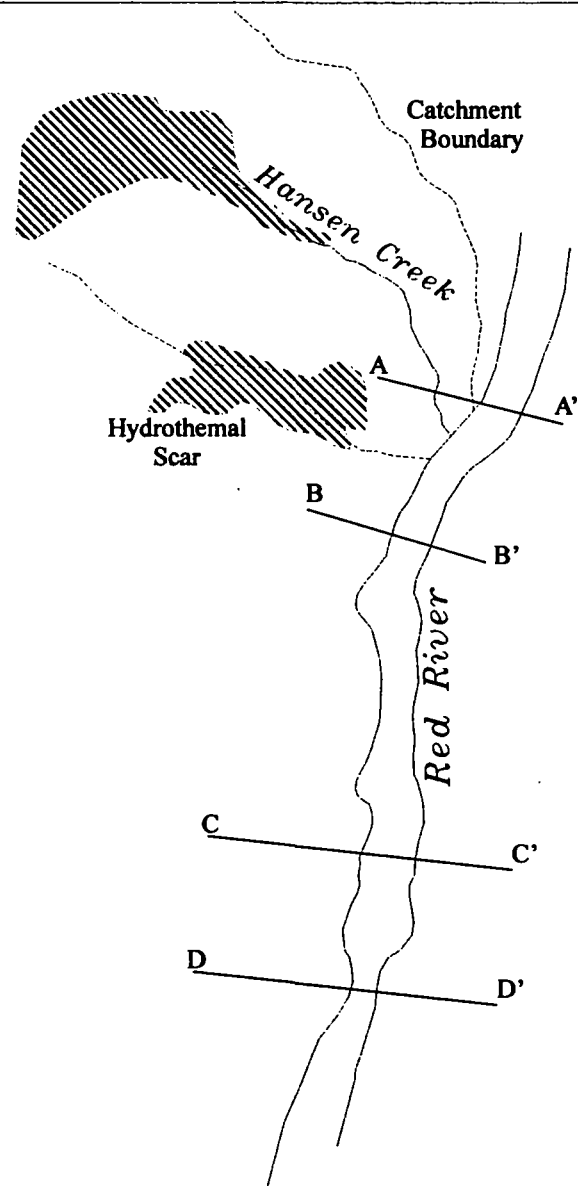 Catchment
Boundary
Hansen Creek
A
A'
Hydrothemal
Scar
B
B'
Red River
C
C'
D
D'